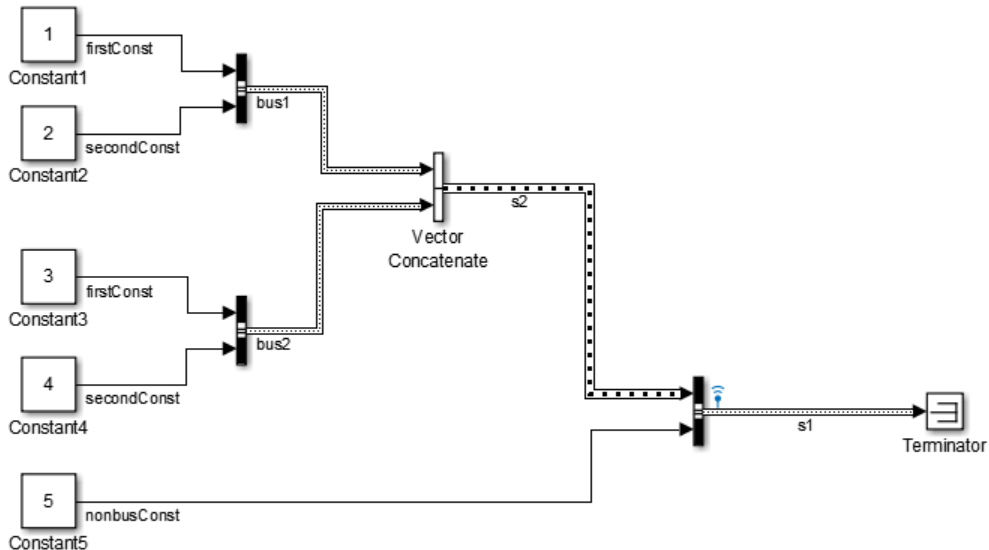 1
firstConst
Constant1
bus1
2
secondConst
Constant2
s2
Vector
Concatenate
3
firstConst
Constant3
bus2
4
secondConst
Constant4
s1
Terminator
5
nonbusConst
Constant5